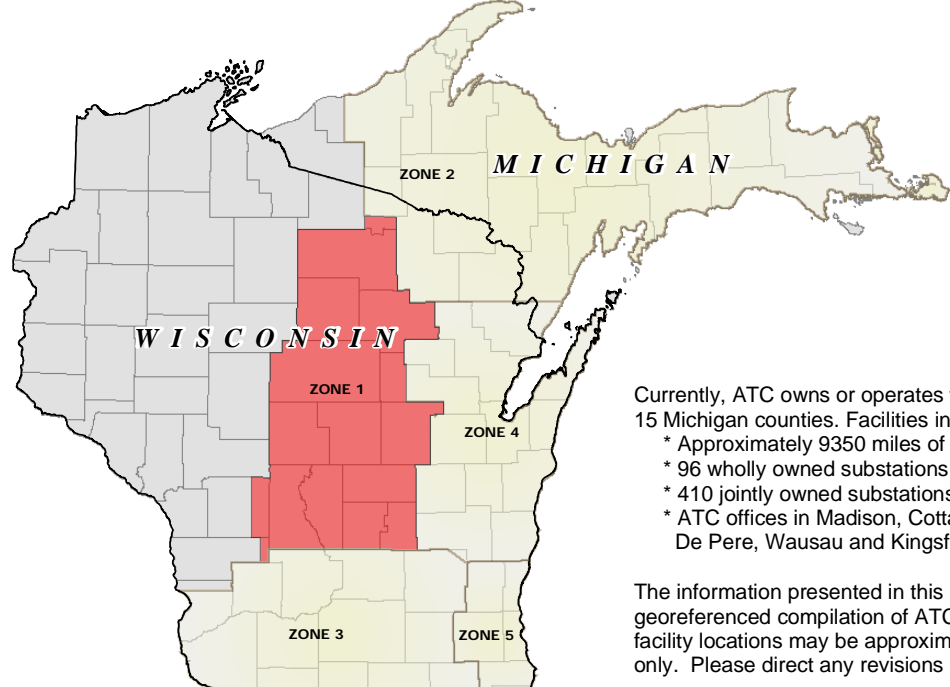 ZONE 2
M I C H I G A N
W I S C O N S I N
ZONE 1
ZONE 4
ZONE 3
ZONE 5
Currently, ATC owns or operates
15 Michigan counties. Facilities in
* Approximately 9350 miles of
* 96 wholly owned substations
* 410 jointly owned substations
* ATC offices in Madison, Cotta
De Pere, Wausau and Kingsf
The information presented in this
georeferenced compilation of ATC
facility locations may be approxim
only. Please direct any revisions